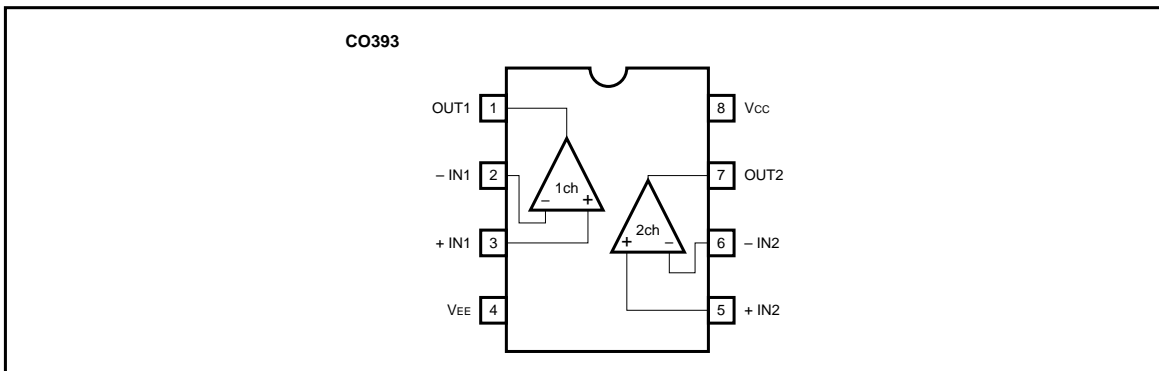 CO393
OUT1 1
8 VCC
– IN1 2
1ch
– +
7 OUT2
+ IN1 3
2ch
+ –
6 – IN2
VEE 4
5 + IN2